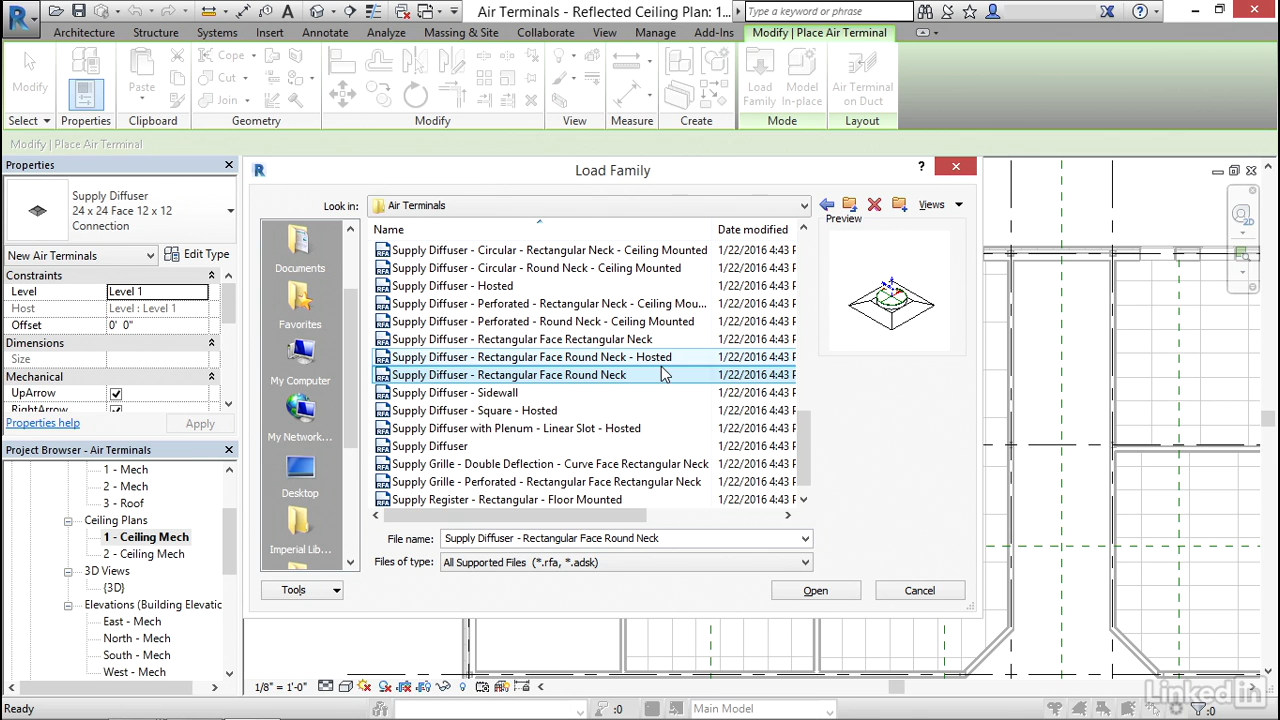 Air Terminals - Reflected Ceiling Plan: 1...
Type a keyword or phrase
Architecture
Structure
Systems
Insert
Annotate
Analyze
Massing & Site
Collaborate
View
Manage
Add-Ins
Modify | Place Air Terminal
Modify
Paste
Cope
Cut
Join
Load Family
Model In-place
Air Terminal on Duct
Select
Properties
Clipboard
Geometry
Modify
View
Measure
Create
Mode
Layout
Modify | Place Air Terminal
Properties
Supply Diffuser
24 x 24 Face 12 x 12
Connection
New Air Terminals
Edit Type
Constraints
Level
Level 1
Host
Level : Level 1
Offset
0' 0"
Dimensions
Size
Mechanical
UpArrow
RightArrow
Properties help
Apply
Project Browser - Air Terminals
1 - Mech
2 - Mech
3 - Roof
Ceiling Plans
1 - Ceiling Mech
2 - Ceiling Mech
3D Views
{3D}
Elevations (Building Elevatic
East - Mech
North - Mech
South - Mech
West - Mech
Load Family
Look in:
Air Terminals
Views
Documents
Favorites
My Computer
My Network...
Desktop
Imperial Lib...
Name
Date modified
Supply Diffuser - Circular - Rectangular Neck - Ceiling Mounted 1/22/2016 4:43 P
Supply Diffuser - Circular - Round Neck - Ceiling Mounted 1/22/2016 4:43 P
Supply Diffuser - Hosted 1/22/2016 4:43 P
Supply Diffuser - Perforated - Rectangular Neck - Ceiling Mou... 1/22/2016 4:43 P
Supply Diffuser - Perforated - Round Neck - Ceiling Mounted 1/22/2016 4:43 P
Supply Diffuser - Rectangular Face Rectangular Neck 1/22/2016 4:43 P
Supply Diffuser - Rectangular Face Round Neck - Hosted 1/22/2016 4:43 P
Supply Diffuser - Rectangular Face Round Neck 1/22/2016 4:43 P
Supply Diffuser - Sidewall 1/22/2016 4:43 P
Supply Diffuser - Square - Hosted 1/22/2016 4:43 P
Supply Diffuser with Plenum - Linear Slot - Hosted 1/22/2016 4:43 P
Supply Diffuser 1/22/2016 4:43 P
Supply Grille - Double Deflection - Curve Face Rectangular Neck 1/22/2016 4:43 P
Supply Grille - Perforated - Rectangular Face Rectangular Neck 1/22/2016 4:43 P
Supply Register - Rectangular - Floor Mounted 1/22/2016 4:43 P
Preview
File name:
Supply Diffuser - Rectangular Face Round Neck
Files of type:
All Supported Files (*.rfa, *.adsk)
Tools
Open
Cancel
1/8" = 1'-0"
Ready
:0
Main Model
:0
Linked in